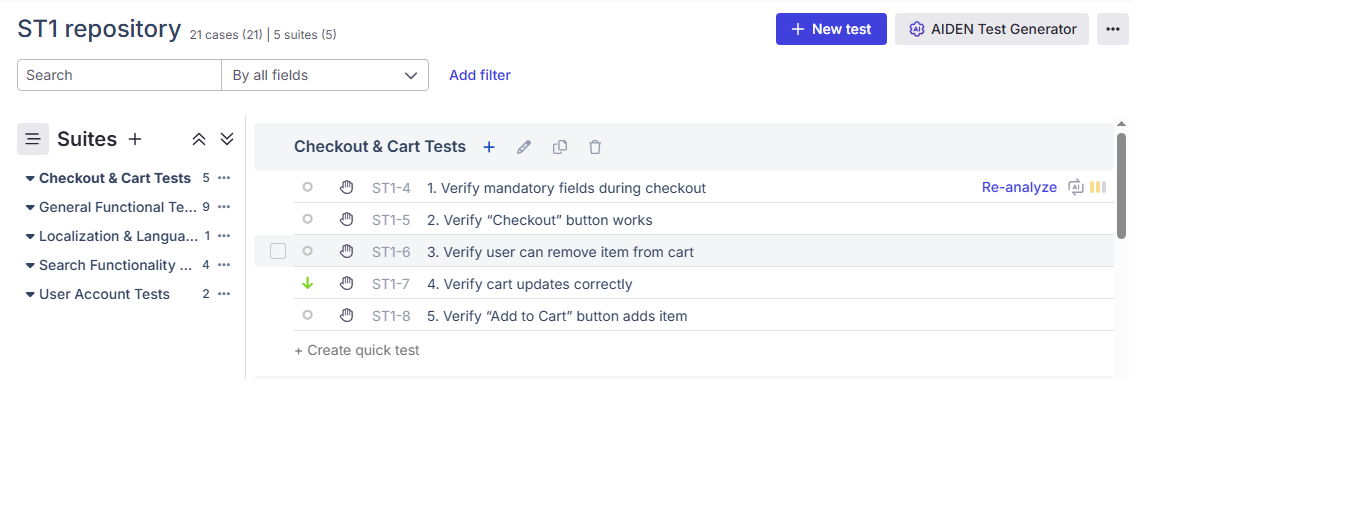 ST1 repository 21 cases (21) | 5 suites (5)
+ New test
AIDEN Test Generator
Search
By all fields
Add filter
Suites +
Checkout & Cart Tests 5
General Functional Te... 9
Localization & Langua... 1
Search Functionality ... 4
User Account Tests 2
Checkout & Cart Tests
ST1-4 1. Verify mandatory fields during checkout Re-analyze AI
ST1-5 2. Verify “Checkout” button works
ST1-6 3. Verify user can remove item from cart
ST1-7 4. Verify cart updates correctly
ST1-8 5. Verify “Add to Cart” button adds item
+ Create quick test